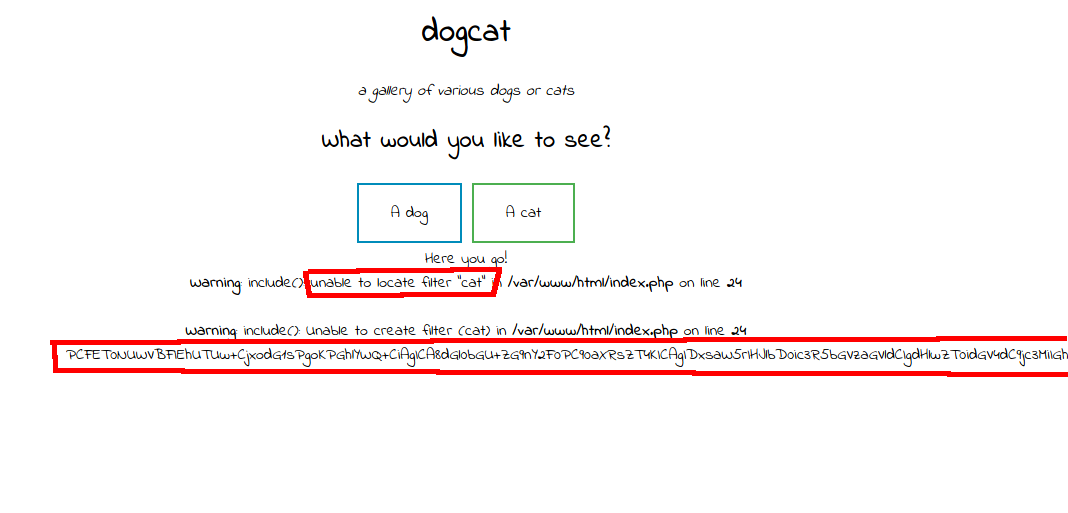 dogcat
a gallery of various dogs or cats
What would you like to see?
A dog
A cat
Here you go!
Warning: include(): unable to locate filter "cat" in /var/www/html/index.php on line 24
Warning: include(): Unable to create filter (cat) in /var/www/html/index.php on line 24
PCFET0NUWVBFIEhUTUw+CjxodG1sPgoKPGhlYWQ+CiAgICA8dGl0bGU+ZG9nY2F0PC90aXRsZT4KICAgIDxsaW5rIHJlbD0ic3R5bGVzaGVldCIgdHlwZT0idGV4dC9jc3MiIGh